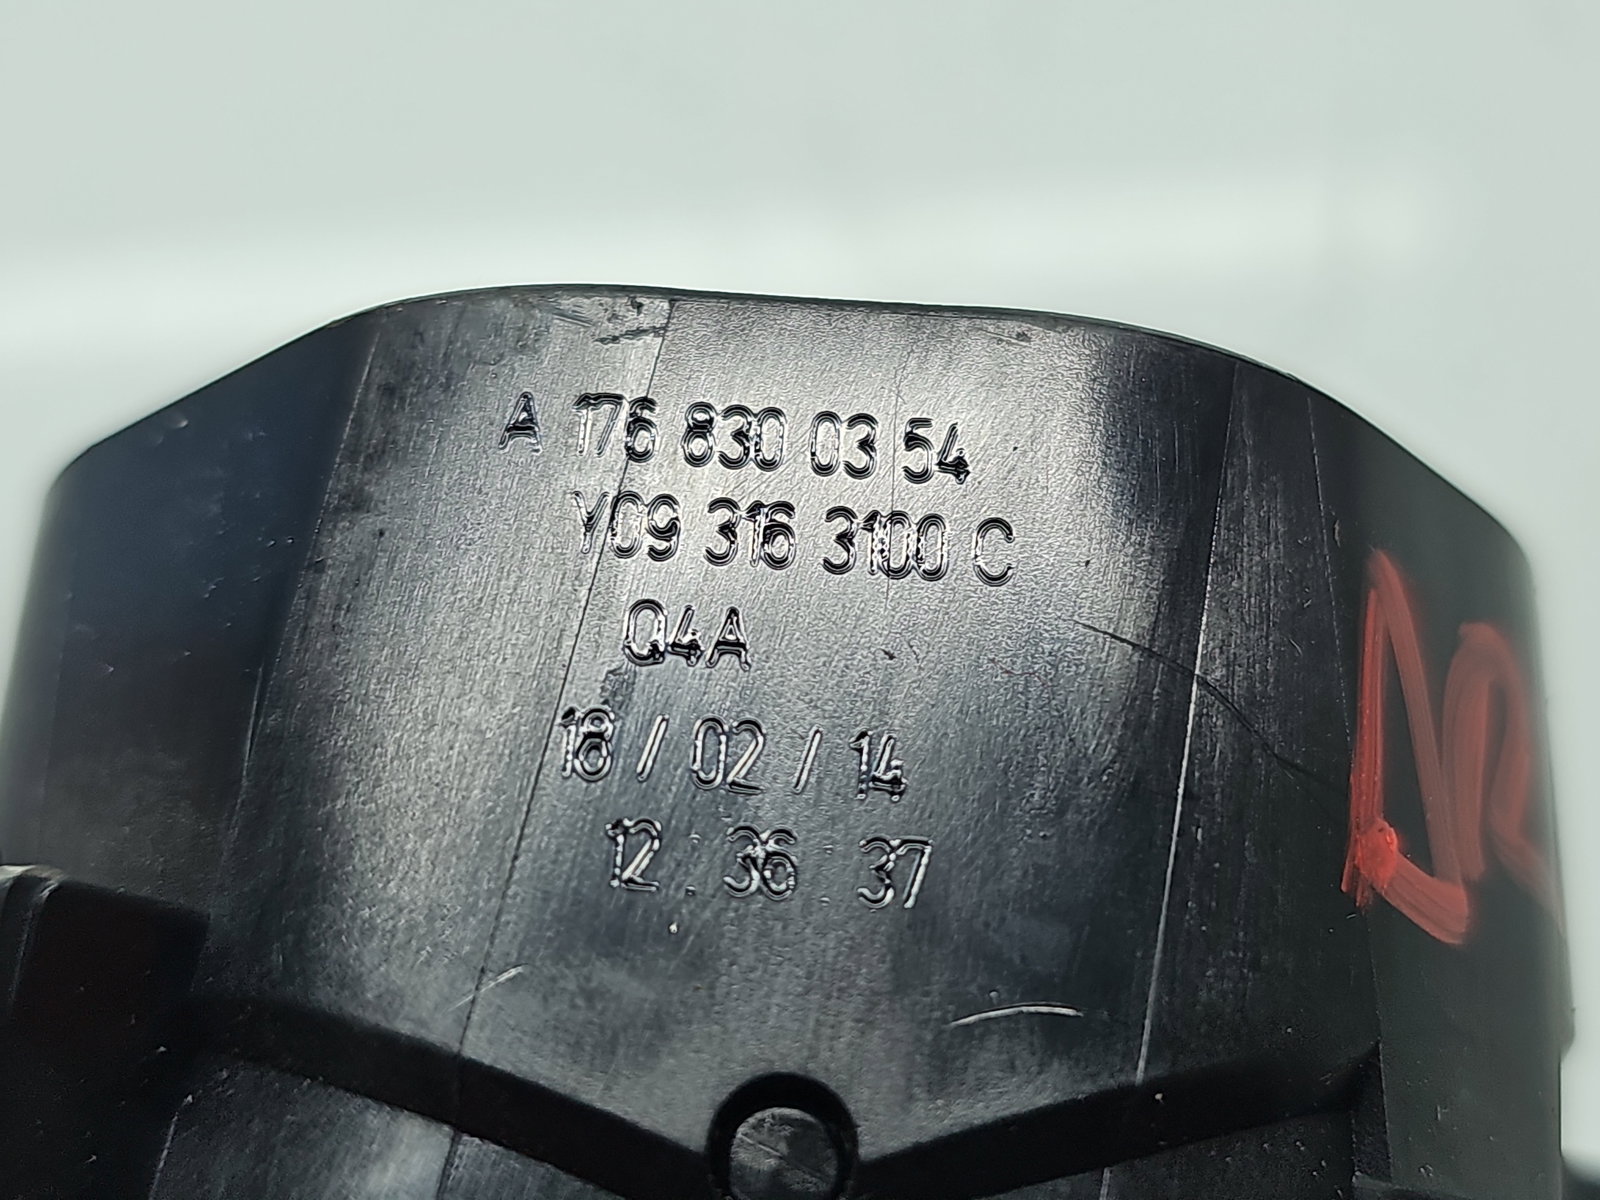 A 176 830 03 54
Y09 316 3100 C
Q4A
18 / 02 / 14
12 : 36 : 37